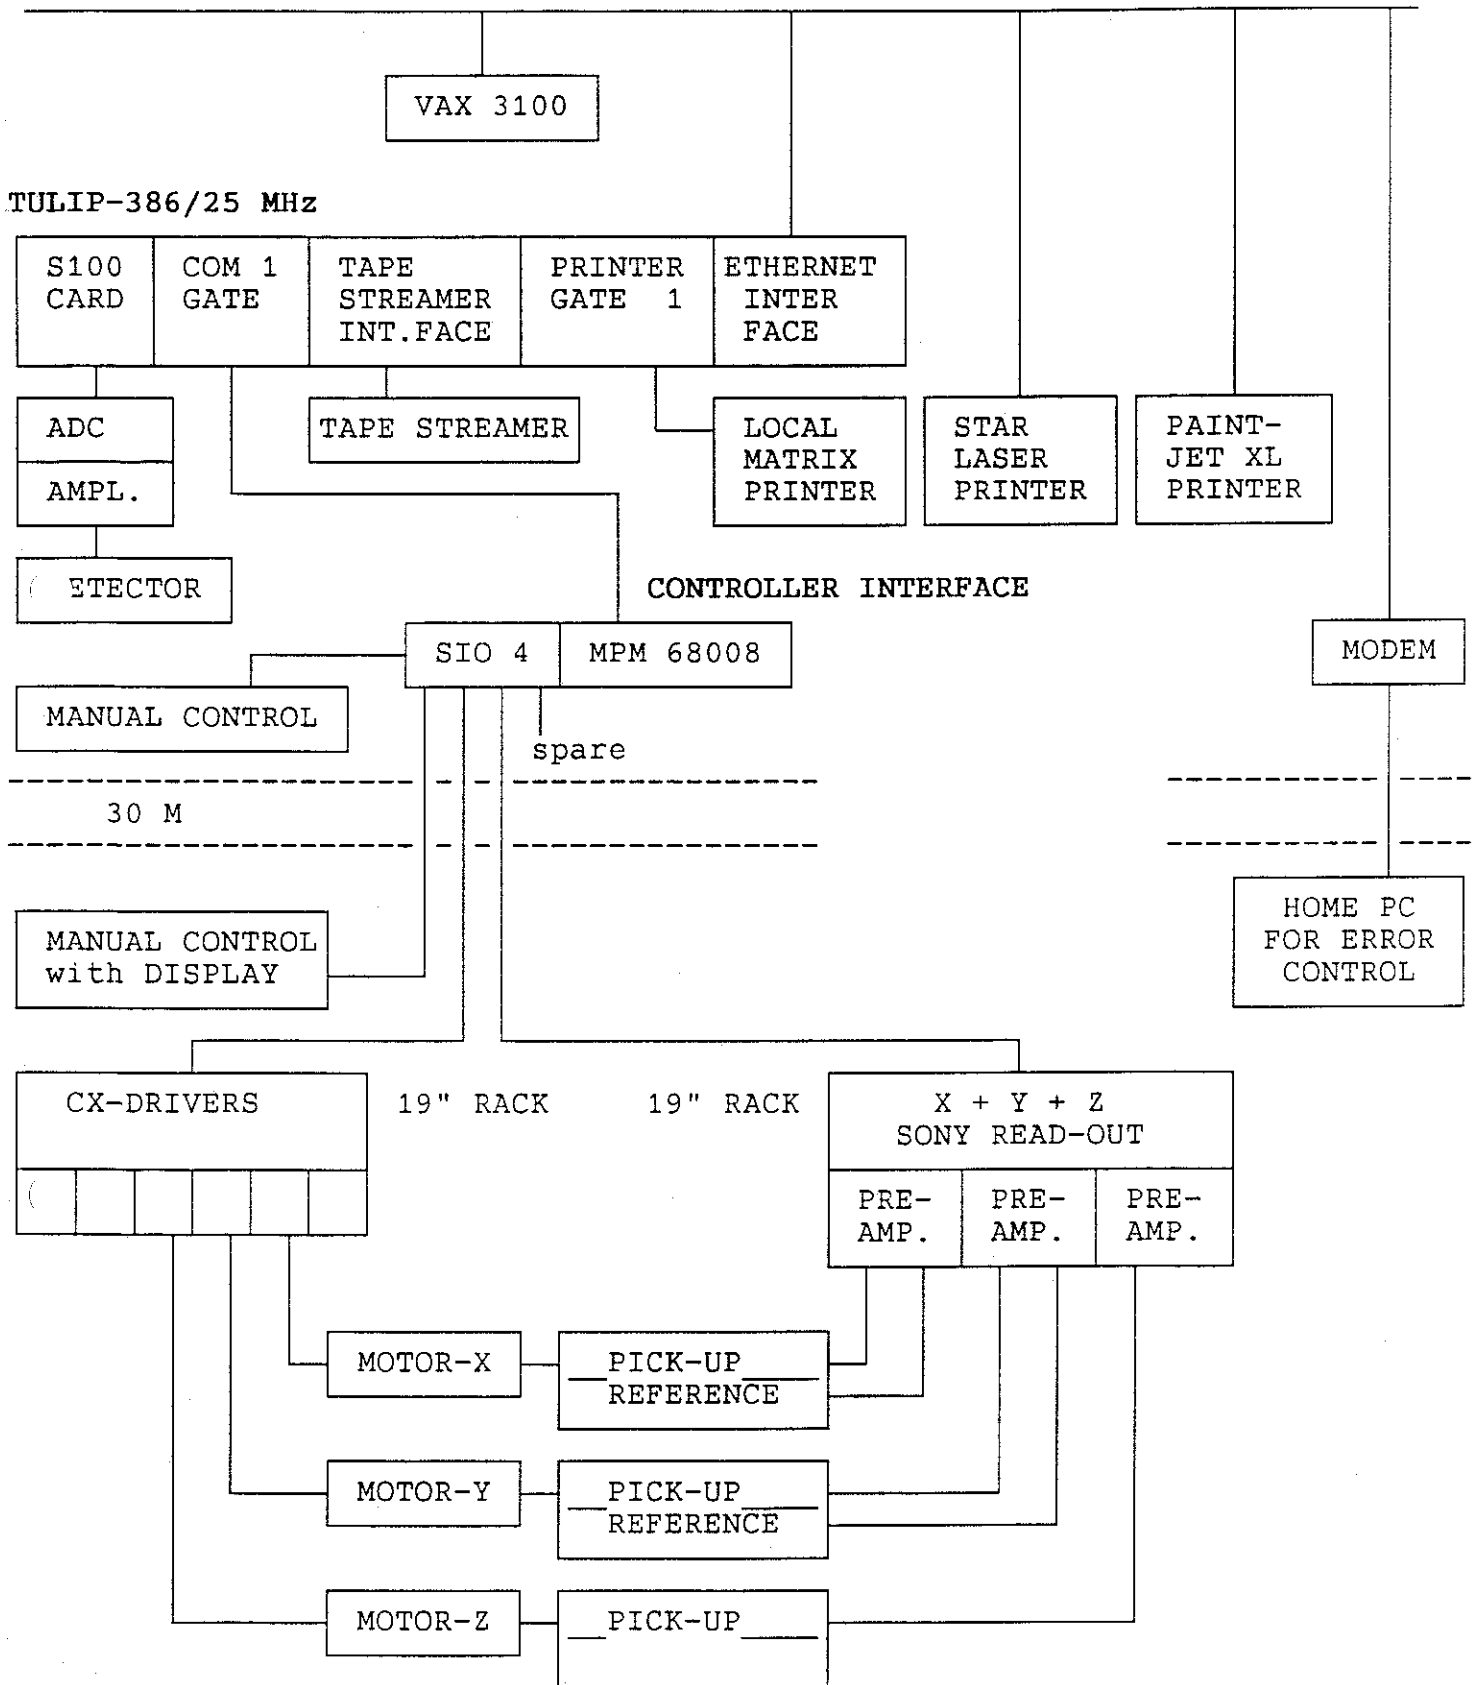 VAX 3100
TULIP-386/25 MHz
S100
CARD
COM 1
GATE
TAPE
STREAMER
INT.FACE
PRINTER
GATE 1
ETHERNET
INTER
FACE
ADC
AMPL.
TAPE STREAMER
LOCAL
MATRIX
PRINTER
STAR
LASER
PRINTER
PAINT-
JET XL
PRINTER
ETECTOR
CONTROLLER INTERFACE
SIO 4
MPM 68008
MODEM
MANUAL CONTROL
spare
30 M
MANUAL CONTROL
with DISPLAY
HOME PC
FOR ERROR
CONTROL
CX-DRIVERS
19" RACK
19" RACK
X + Y + Z
SONY READ-OUT
PRE-
AMP.
PRE-
AMP.
PRE-
AMP.
MOTOR-X
PICK-UP
REFERENCE
MOTOR-Y
PICK-UP
REFERENCE
MOTOR-Z
PICK-UP